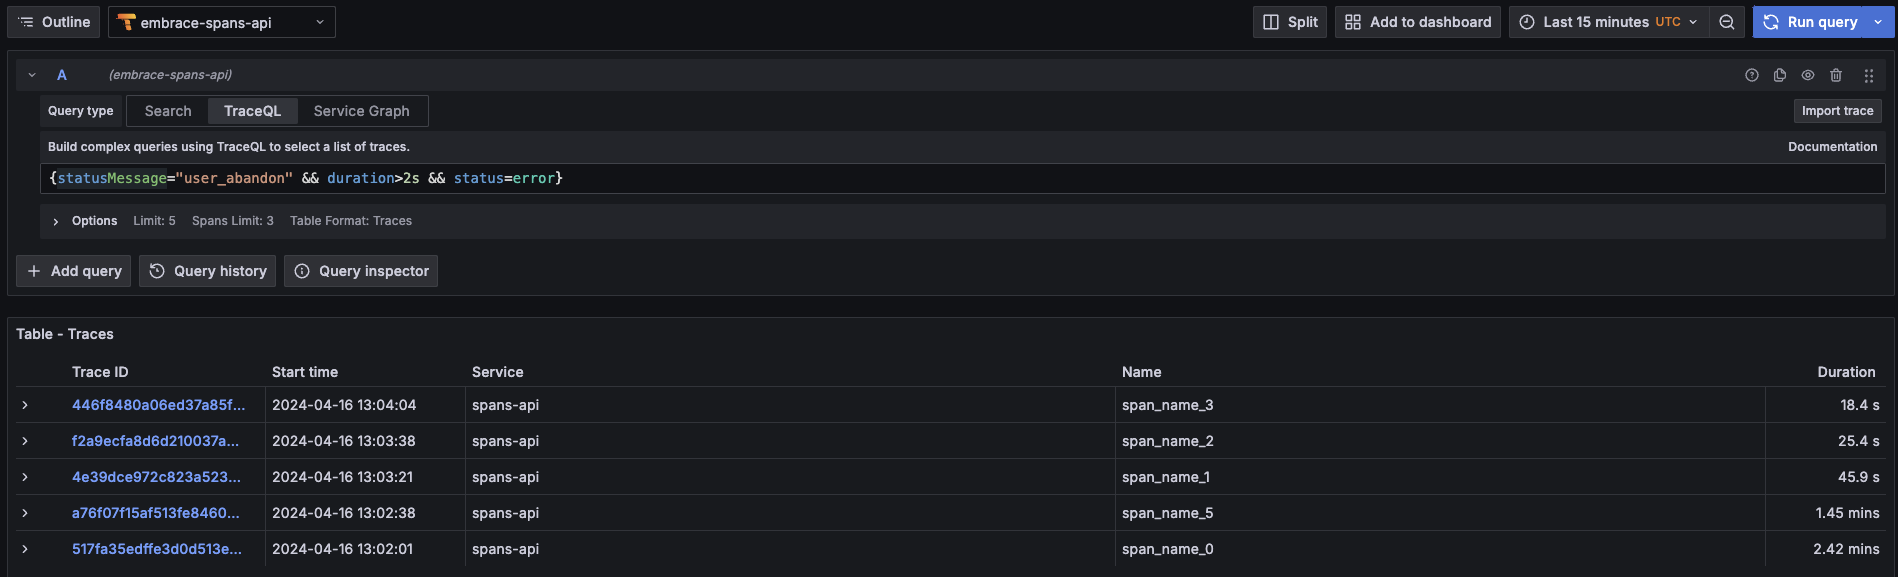 Outline embrace-spans-api Split Add to dashboard Last 15 minutes UTC Run query
A (embrace-spans-api)
Query type Search TraceQL Service Graph Import trace
Build complex queries using TraceQL to select a list of traces. Documentation
{statusMessage="user_abandon" && duration>2s && status=error}
Options Limit: 5 Spans Limit: 3 Table Format: Traces
Add query Query history Query inspector
Table - Traces
Trace ID Start time Service Name Duration
446f8480a06ed37a85f... 2024-04-16 13:04:04 spans-api span_name_3 18.4 s
f2a9ecfa8d6d210037a... 2024-04-16 13:03:38 spans-api span_name_2 25.4 s
4e39dce972c823a523... 2024-04-16 13:03:21 spans-api span_name_1 45.9 s
a76f07f15af513fe8460... 2024-04-16 13:02:38 spans-api span_name_5 1.45 mins
517fa35edffe3d0d513e... 2024-04-16 13:02:01 spans-api span_name_0 2.42 mins